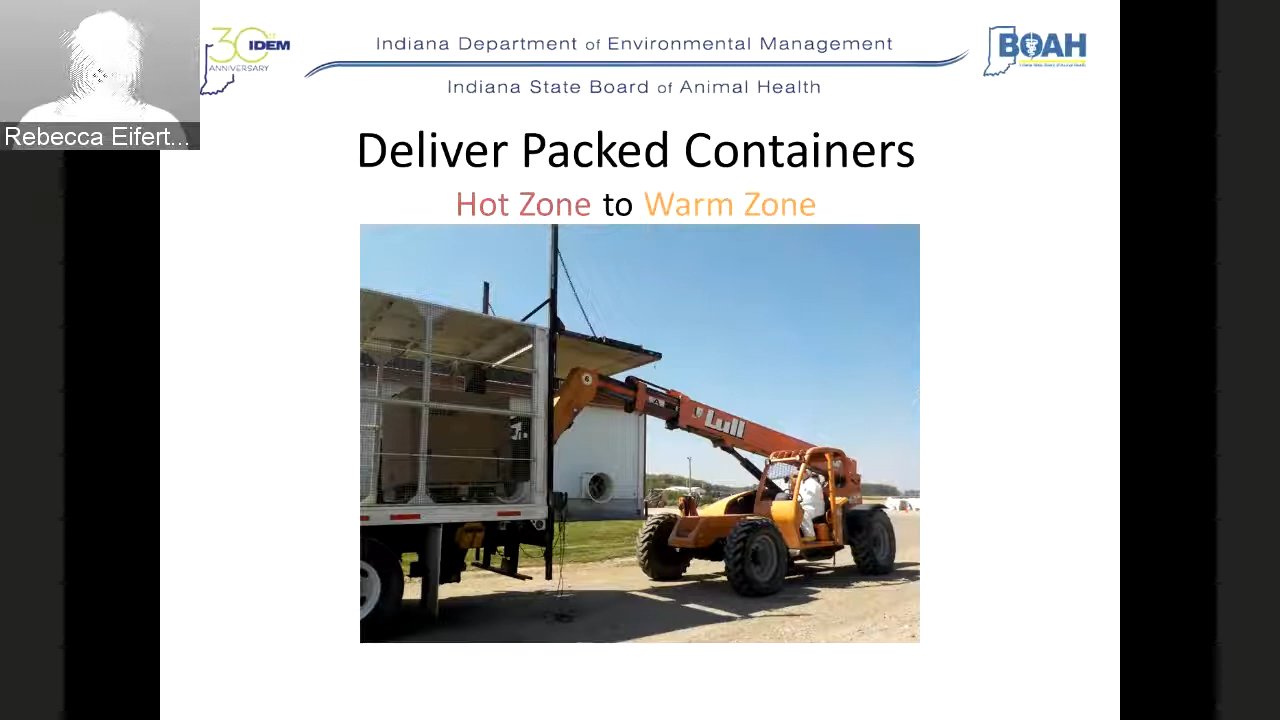 30th
IDEM
ANNIVERSARY
Indiana Department of Environmental Management
Indiana State Board of Animal Health
BOAH
Rebecca Eifert...
Deliver Packed Containers
Hot Zone to Warm Zone
Lull